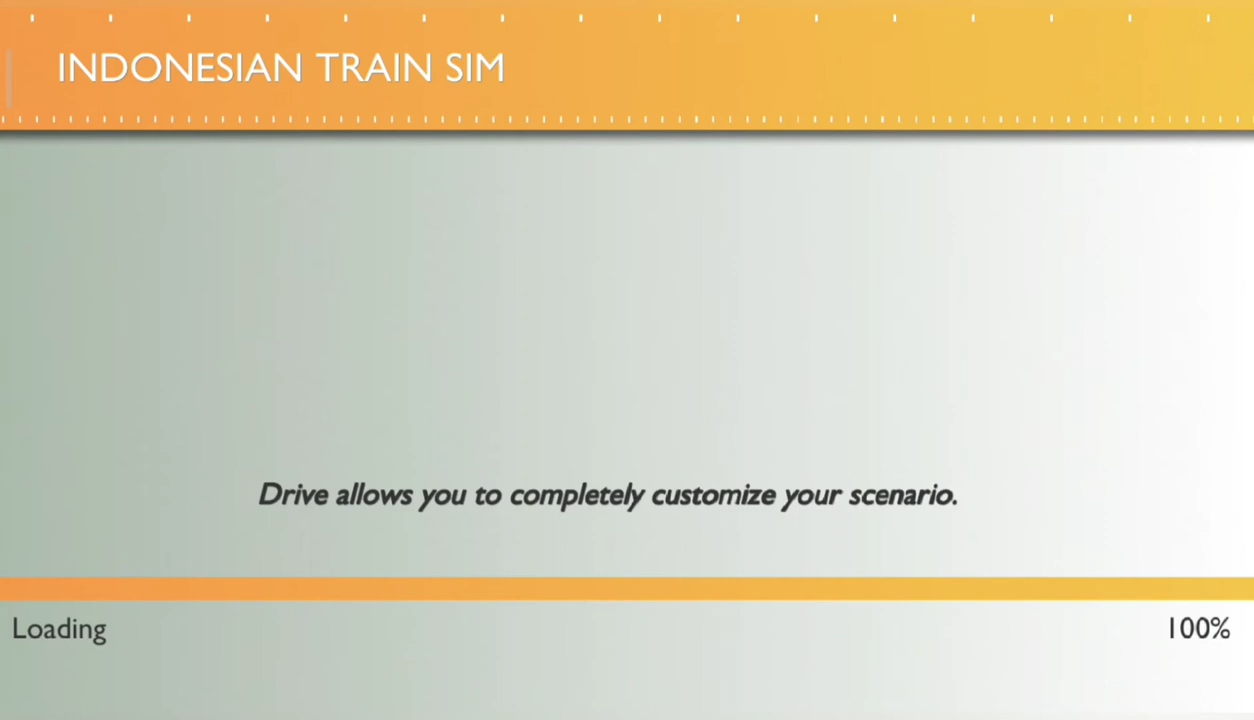 INDONESIAN TRAIN SIM
Drive allows you to completely customize your scenario.
Loading
100%